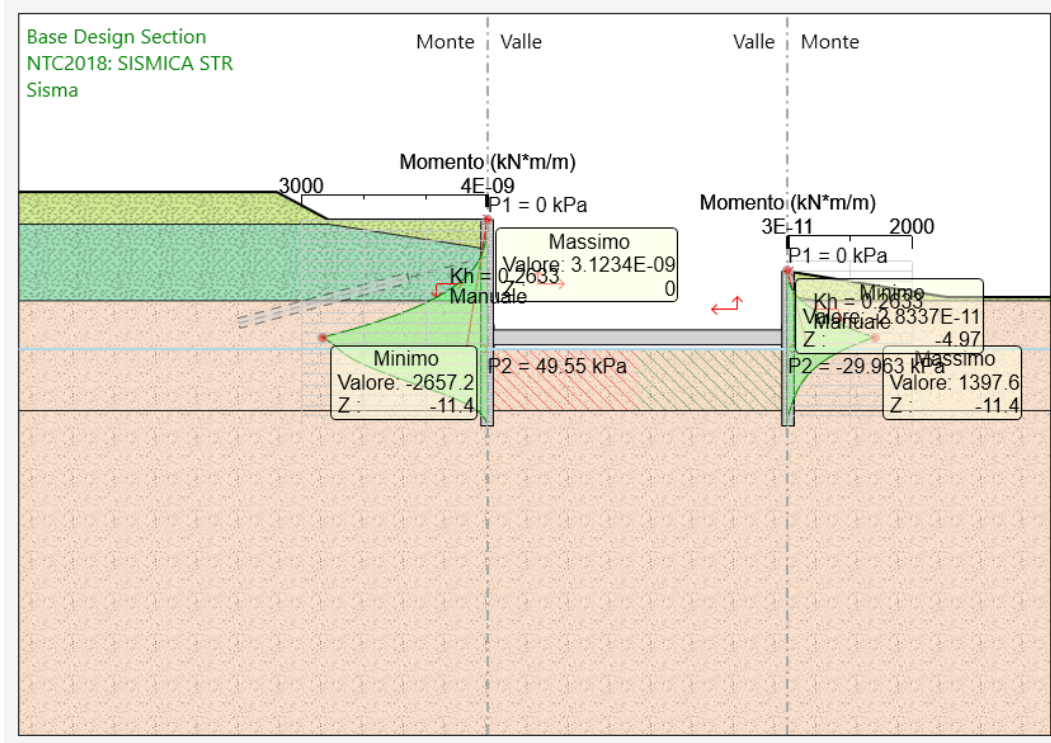 Base Design Section
NTC2018: SISMICA STR
Sisma
Monte Valle
Valle Monte
Momento (kN*m/m)
3000 4E-09
P1 = 0 kPa
Massimo
Valore: 3.1234E-09
Z : 0
Kh = 0.2633
Manuale
Momento (kN*m/m)
3E-11 2000
P1 = 0 kPa
Minimo
Valore: -2.8337E-11
Z : -4.97
Kh = 0.2633
Manuale
P2 = 49.55 kPa
Minimo
Valore: -2657.2
Z : -11.4
P2 = -29.963 kPa
Massimo
Valore: 1397.6
Z : -11.4